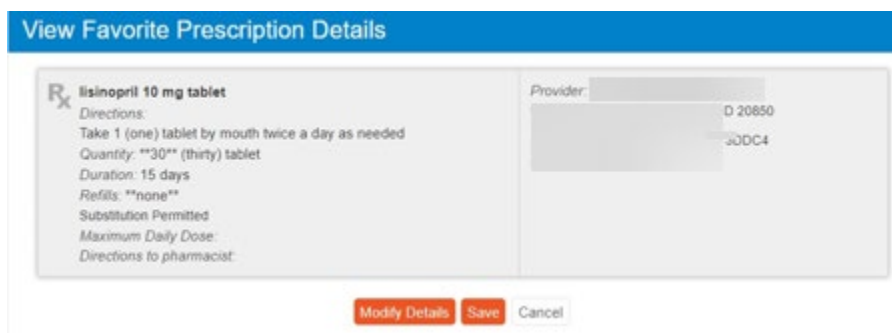 View Favorite Prescription Details
Rx lisinopril 10 mg tablet
Directions:
Take 1 (one) tablet by mouth twice a day as needed
Quantity: **30** (thirty) tablet
Duration: 15 days
Refills: **none**
Substitution Permitted
Maximum Daily Dose:
Directions to pharmacist:
Provider:
D 20850
DDC4
Modify Details Save Cancel